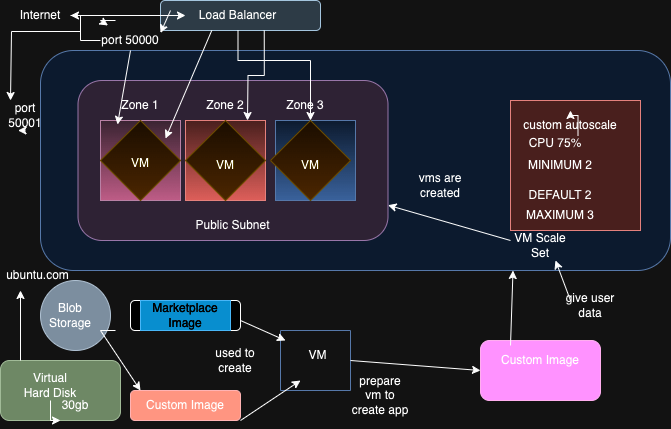 Internet
Load Balancer
port 50000
port
50001
Zone 1
Zone 2
Zone 3
VM
VM
VM
Public Subnet
custom autoscale
CPU 75%
MINIMUM 2
DEFAULT 2
MAXIMUM 3
vms are
created
VM Scale
Set
give user
data
ubuntu.com
Blob
Storage
Marketplace
Image
used to
create
VM
prepare
vm to
create app
Custom Image
Virtual
Hard Disk
30gb
Custom Image